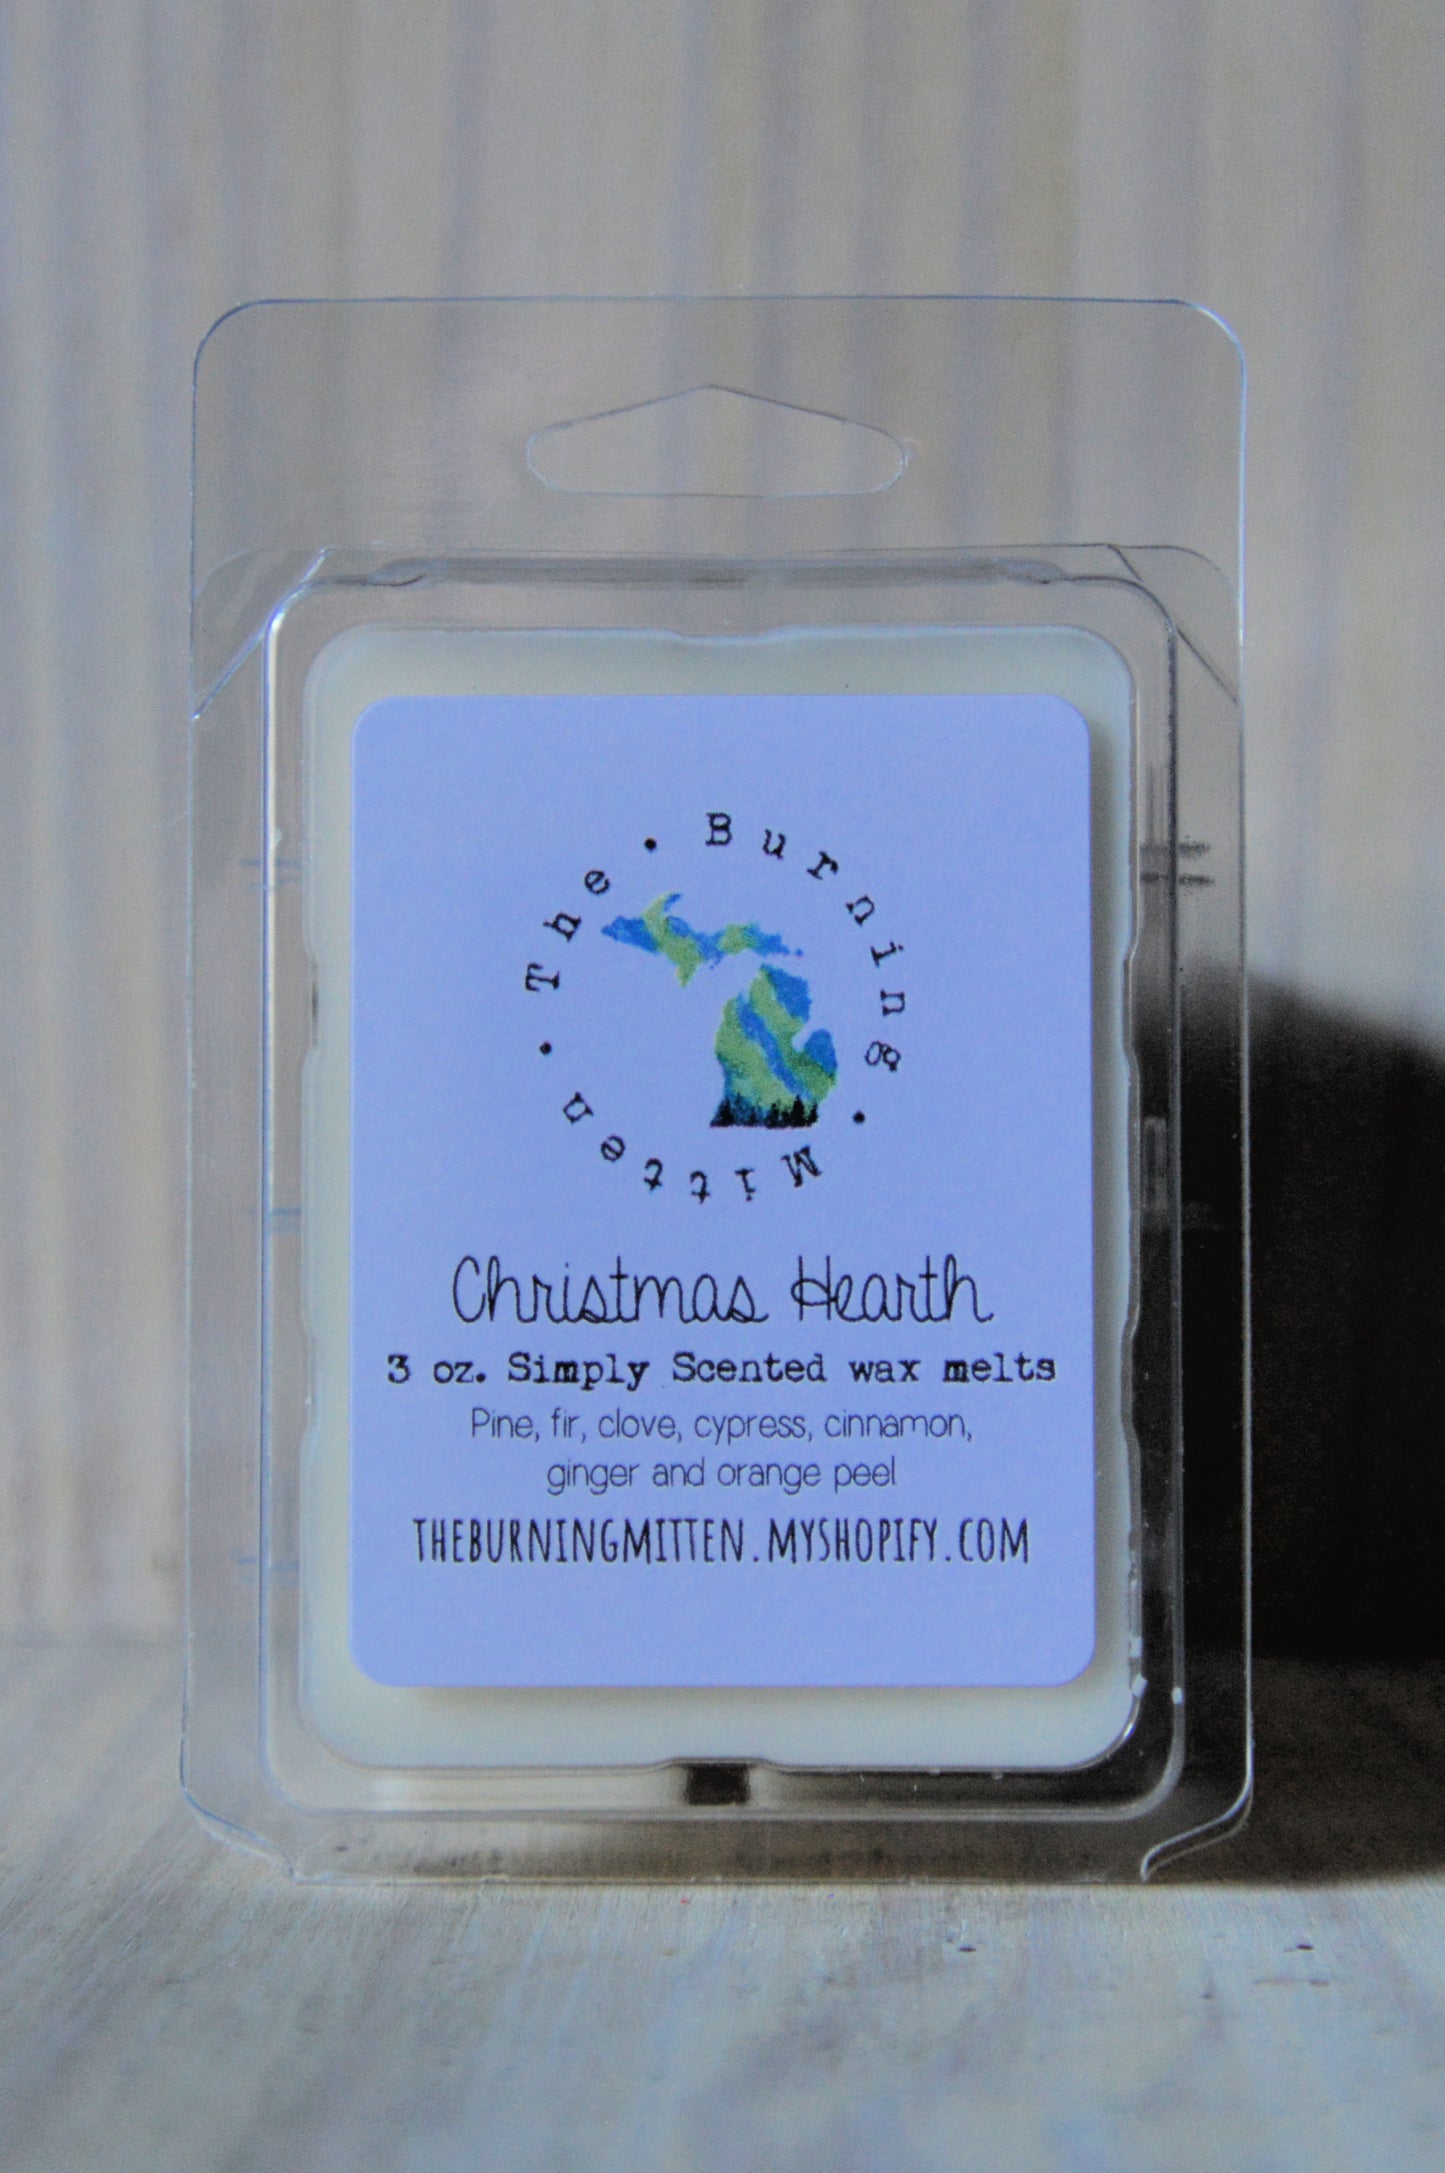 The • Burning • Mitten •
Christmas Hearth
3 oz. Simply Scented wax melts
Pine, fir, clove, cypress, cinnamon,
ginger and orange peel
THEBURNINGMITTEN.MYSHOPIFY.COM